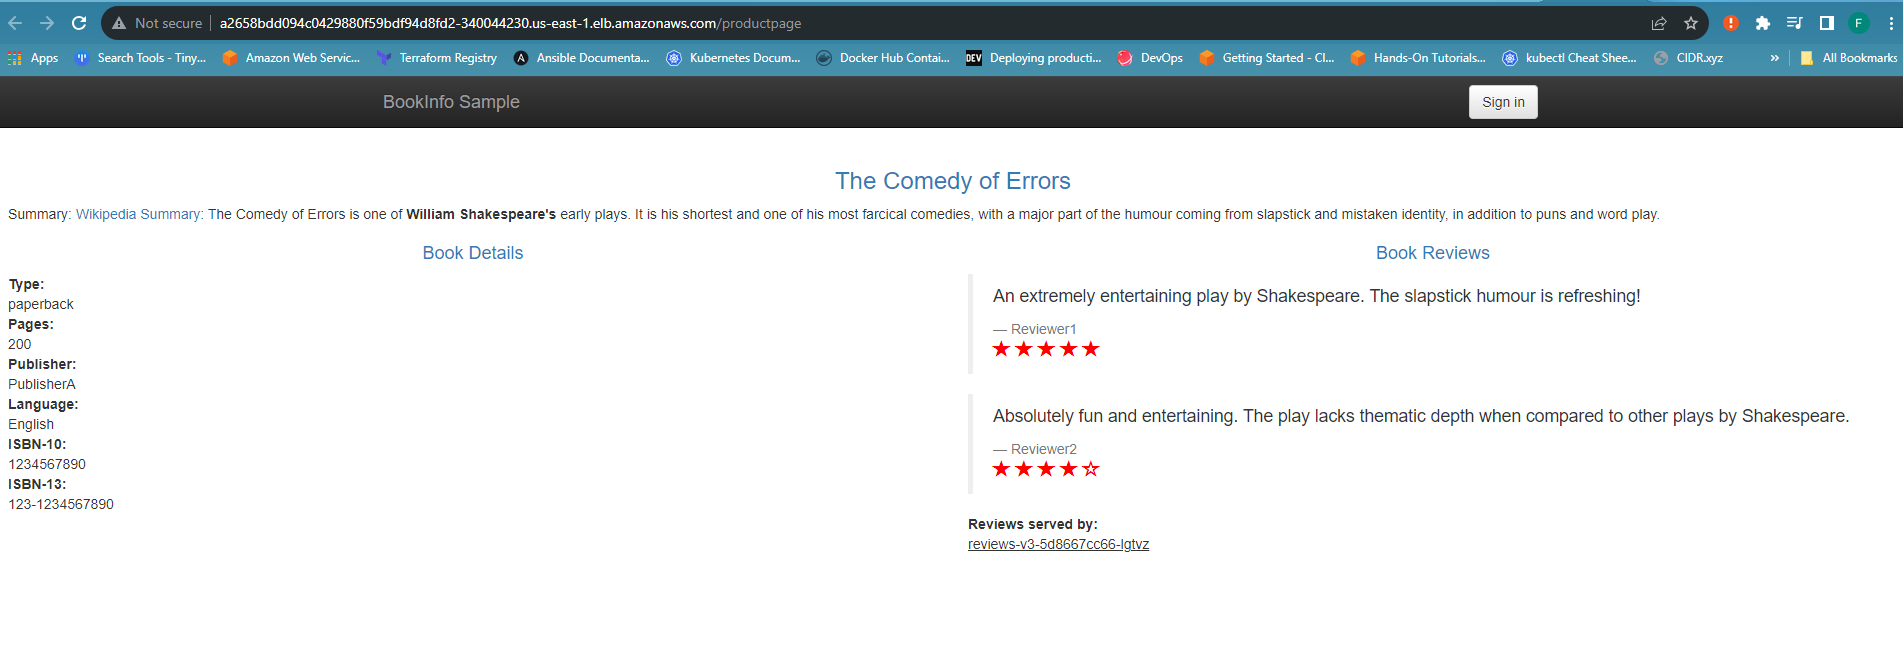 Not secure a2658bdd094c0429880f59bdf94d8fd2-340044230.us-east-1.elb.amazonaws.com/productpage F
Apps Search Tools - Tiny... Amazon Web Servic... Terraform Registry Ansible Documenta... Kubernetes Docum... Docker Hub Contai... DEV Deploying producti... DevOps Getting Started - Cl... Hands-On Tutorials... kubectl Cheat Shee... CIDR.xyz » All Bookmarks
BookInfo Sample Sign in
The Comedy of Errors
Summary: Wikipedia Summary: The Comedy of Errors is one of William Shakespeare's early plays. It is his shortest and one of his most farcical comedies, with a major part of the humour coming from slapstick and mistaken identity, in addition to puns and word play.
Book Details
Type:
paperback
Pages:
200
Publisher:
PublisherA
Language:
English
ISBN-10:
1234567890
ISBN-13:
123-1234567890
Book Reviews
An extremely entertaining play by Shakespeare. The slapstick humour is refreshing!
— Reviewer1
★★★★★
Absolutely fun and entertaining. The play lacks thematic depth when compared to other plays by Shakespeare.
— Reviewer2
★★★★☆
Reviews served by:
reviews-v3-5d8667cc66-lgtvz